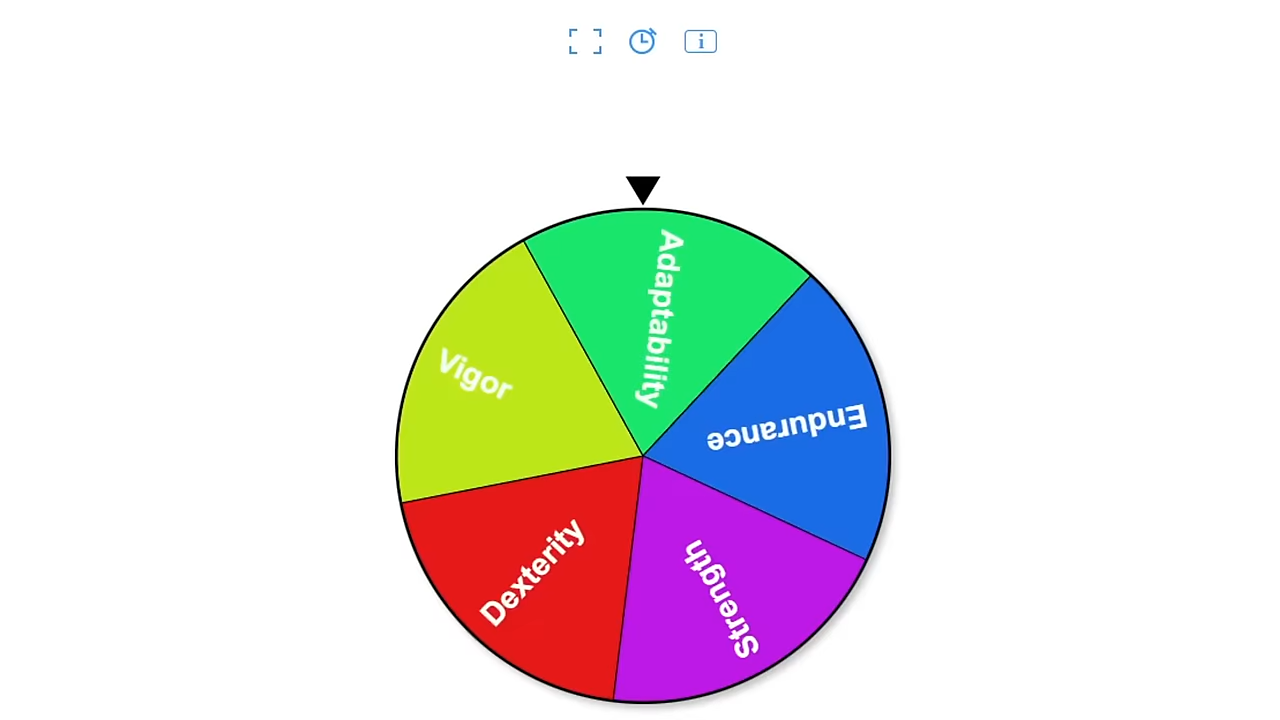 i
Adaptability
Vigor
Endurance
Dexterity
Strength